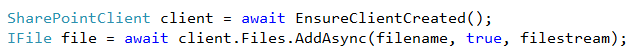 SharePointClient client = await EnsureClientCreated();
IFile file = await client.Files.AddAsync(filename, true, filestream);